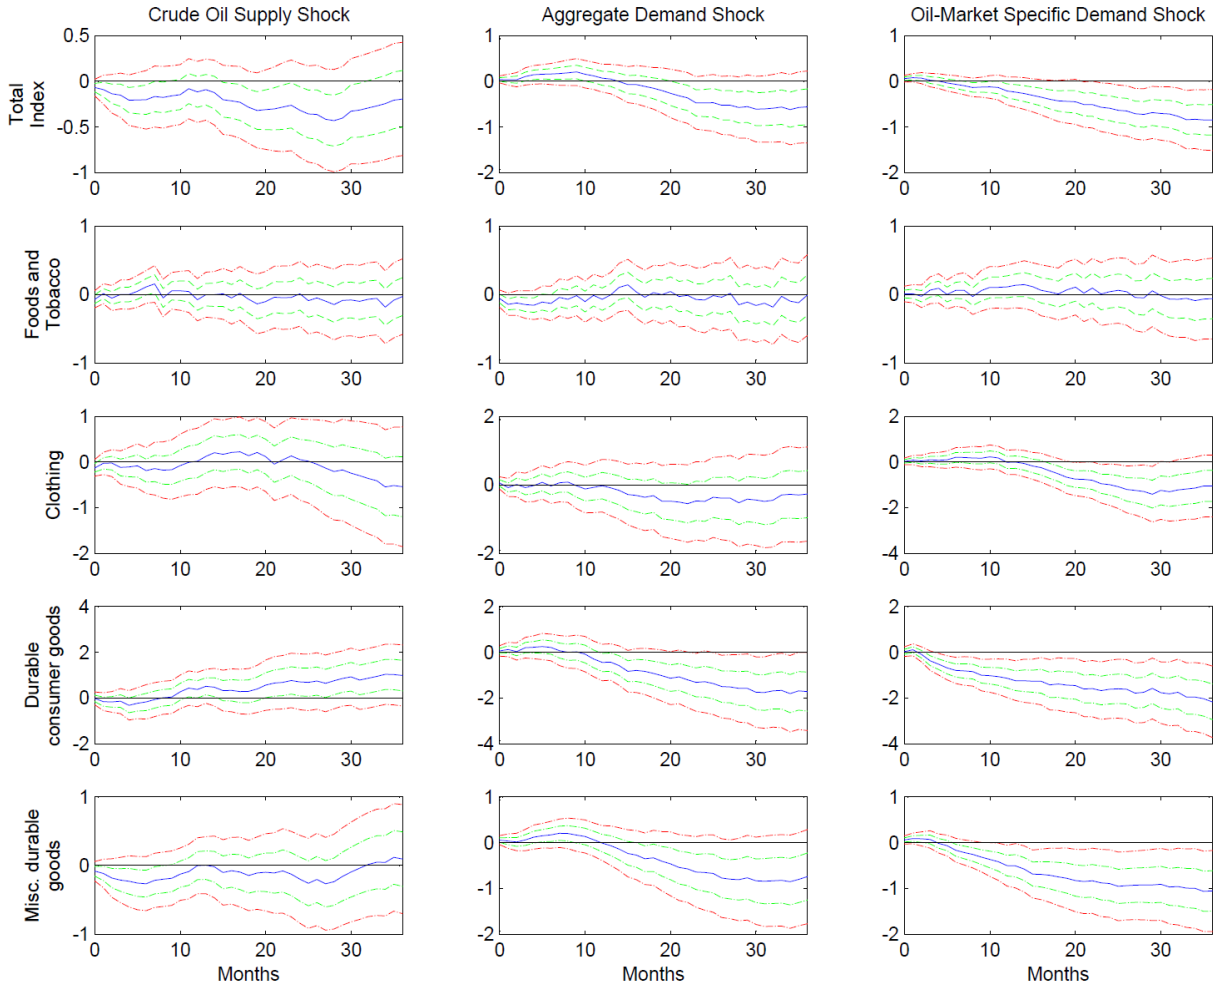 Crude Oil Supply Shock
Aggregate Demand Shock
Oil-Market Specific Demand Shock
Total
Index
0.5
0
-0.5
-1
0 10 20 30
1
0
-1
-2
0 10 20 30
1
0
-1
-2
0 10 20 30
Foods and
Tobacco
1
0
-1
0 10 20 30
1
0
-1
0 10 20 30
1
0
-1
0 10 20 30
Clothing
1
0
-1
-2
0 10 20 30
2
0
-2
0 10 20 30
2
0
-2
-4
0 10 20 30
Durable
consumer goods
4
2
0
-2
0 10 20 30
2
0
-2
-4
0 10 20 30
2
0
-2
-4
0 10 20 30
Misc. durable
goods
1
0
-1
0 10 20 30
Months
1
0
-1
-2
0 10 20 30
Months
1
0
-1
-2
0 10 20 30
Months